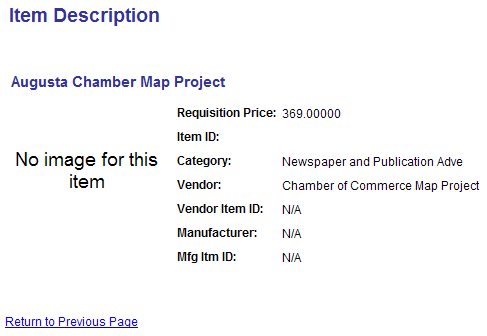 Item Description
Augusta Chamber Map Project
No image for this
item
Requisition Price: 369.00000
Item ID:
Category: Newspaper and Publication Adve
Vendor: Chamber of Commerce Map Project
Vendor Item ID: N/A
Manufacturer: N/A
Mfg Itm ID: N/A
Return to Previous Page